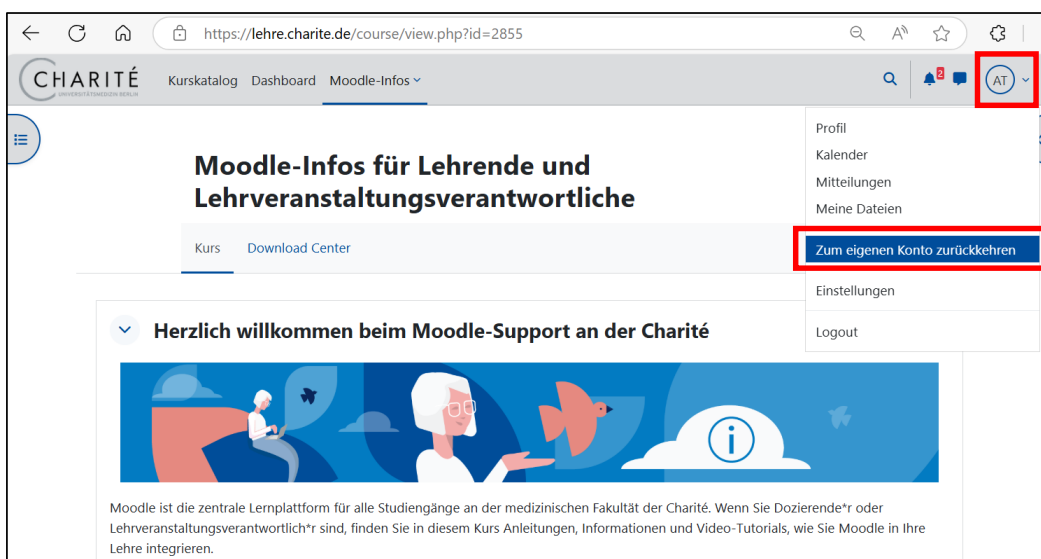 https://lehre.charite.de/course/view.php?id=2855
CHARITÉ
UNIVERSITÄTSMEDIZIN BERLIN
Kurskatalog Dashboard Moodle-Infos
2
AT
Profil
Kalender
Mitteilungen
Meine Dateien
Zum eigenen Konto zurückkehren
Einstellungen
Logout
Moodle-Infos für Lehrende und
Lehrveranstaltungsverantwortliche
Kurs Download Center
Herzlich willkommen beim Moodle-Support an der Charité
Moodle ist die zentrale Lernplattform für alle Studiengänge an der medizinischen Fakultät der Charité. Wenn Sie Dozierende*r oder
Lehrveranstaltungsverantwortlich*r sind, finden Sie in diesem Kurs Anleitungen, Informationen und Video-Tutorials, wie Sie Moodle in Ihre
Lehre integrieren.